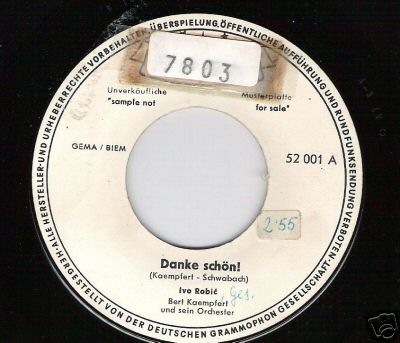 ALLE HERSTELLER- UND URHEBERRECHTE VORBEHALTEN. ÜBERSPIELUNG, ÖFFENTLICHE AUFFÜHRUNG UND RUNDFUNKSENDUNG VERBOTEN.
HERGESTELLT VON DER DEUTSCHEN GRAMMOPHON GESELLSCHAFT
7803
Unverkäufliche Musterplatte
"sample not for sale"
GEMA / BIEM 52 001 A
2'55
Danke schön!
(Kaempfert - Schwabach)
Ivo Robić
Ges.
Bert Kaempfert
und sein Orchester